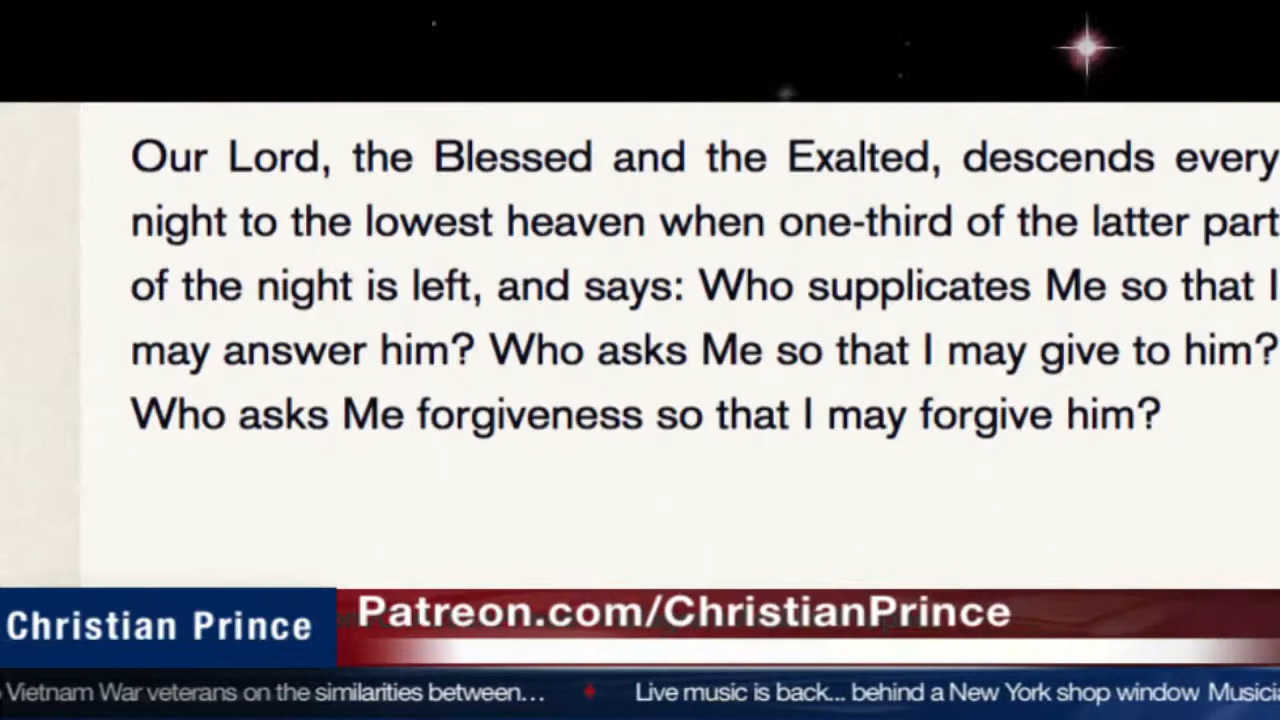 Our Lord, the Blessed and the Exalted, descends every
night to the lowest heaven when one-third of the latter part
of the night is left, and says: Who supplicates Me so that I
may answer him? Who asks Me so that I may give to him?
Who asks Me forgiveness so that I may forgive him?
Christian Prince
Patreon.com/ChristianPrince
Vietnam War veterans on the similarities between... ♦ Live music is back... behind a New York shop window